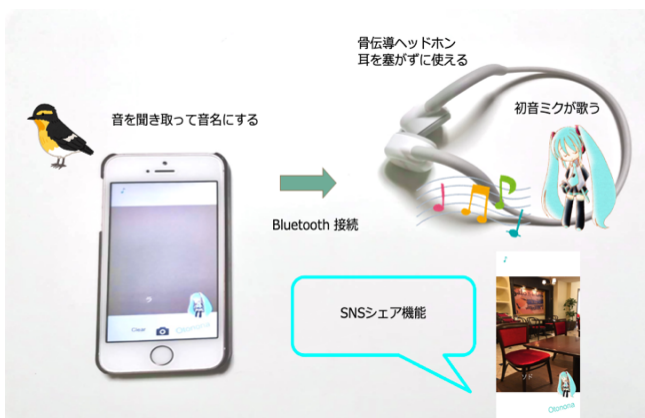 骨伝導ヘッドホン
耳を塞がずに使える
音を聞き取って音名にする
初音ミクが歌う
Bluetooth 接続
SNSシェア機能
Clear
Otonona
Otonona